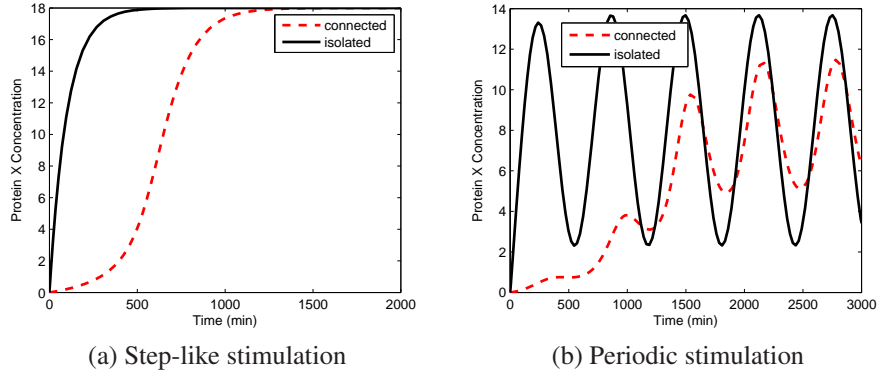 18
16
14
12
10
8
6
4
2
0
Protein X Concentration
connected
isolated
0 500 1000 1500 2000
Time (min)
(a) Step-like stimulation
14
12
10
8
6
4
2
0
Protein X Concentration
connected
isolated
0 500 1000 1500 2000 2500 3000
Time (min)
(b) Periodic stimulation